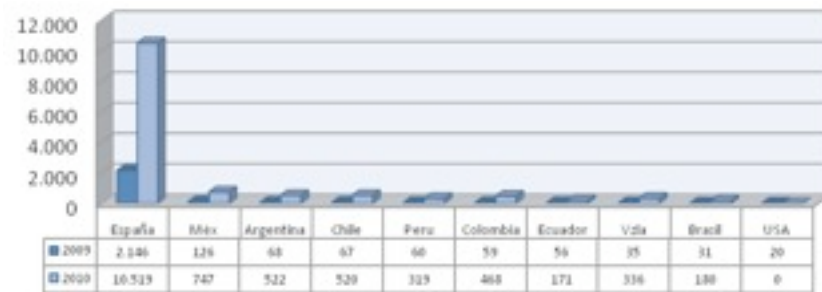 12.000
10.000
8.000
6.000
4.000
2.000
0
España Méx Argentina Chile Peru Colombia Ecuador Vzla Brasil USA
2009 2.146 126 68 67 60 59 56 35 31 20
2010 10.519 747 522 520 319 468 171 336 180 0